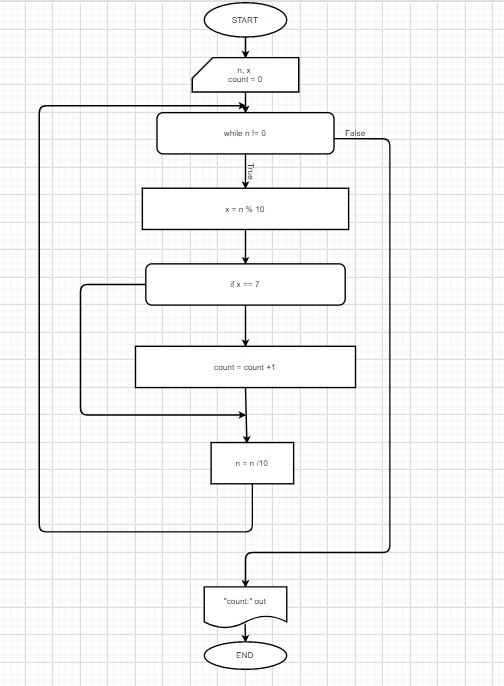 START
n, x
count = 0
while n != 0
False
True
x = n % 10
if x == 7
count = count +1
n = n /10
"count:" out
END